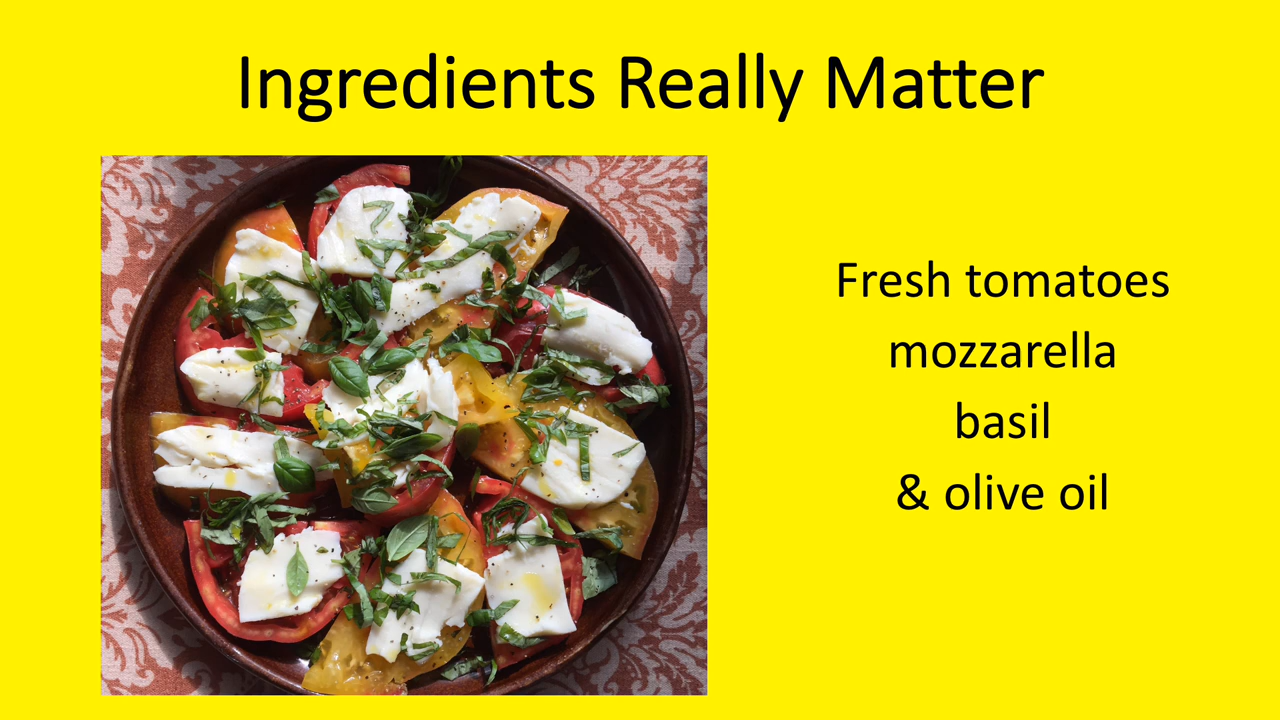 Ingredients Really Matter
Fresh tomatoes
mozzarella
basil
& olive oil